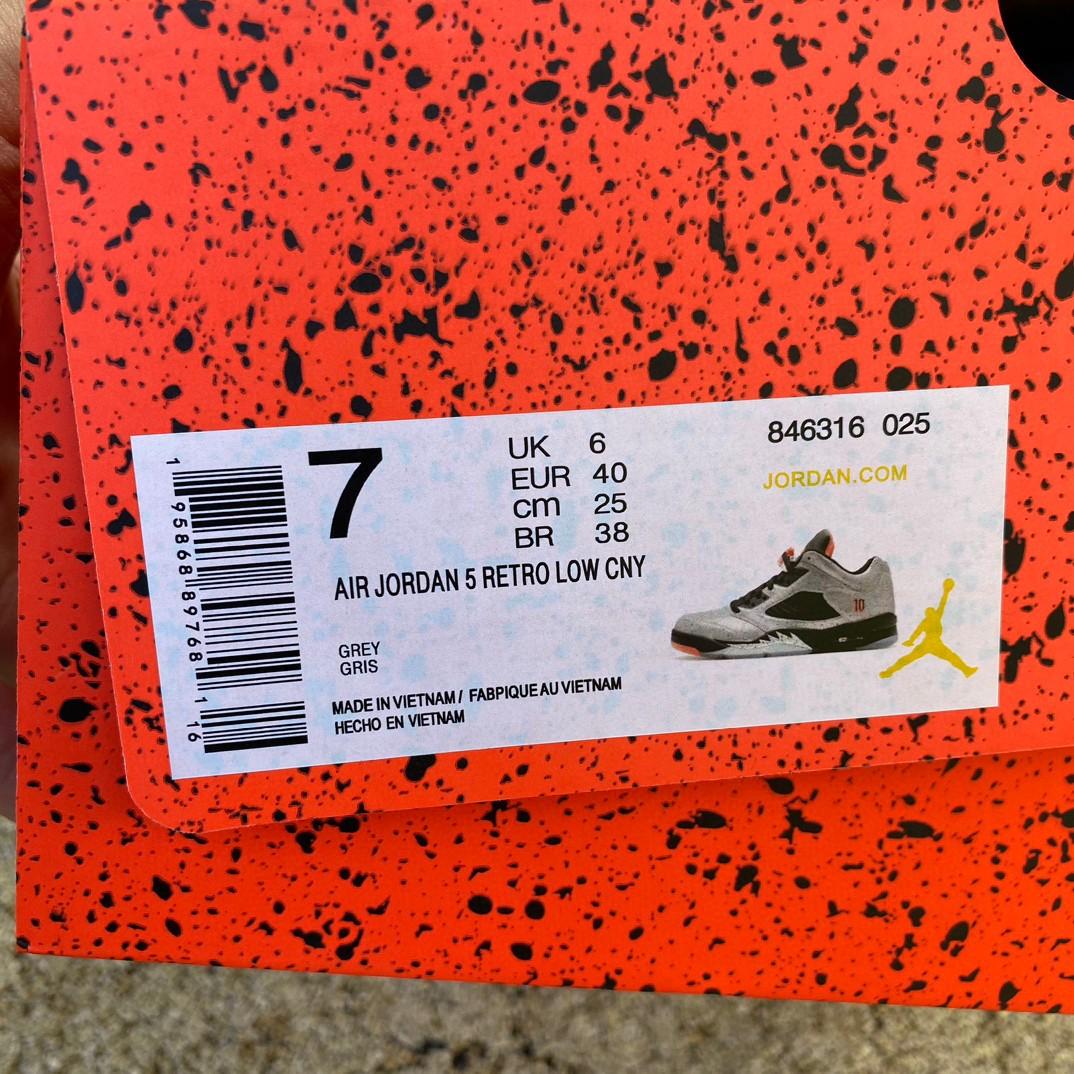 7
UK 6
EUR 40
cm 25
BR 38
846316 025
JORDAN.COM
AIR JORDAN 5 RETRO LOW CNY
10
GREY
GRIS
MADE IN VIETNAM / FABPIQUE AU VIETNAM
HECHO EN VIETNAM
1 95868 89768 1 16